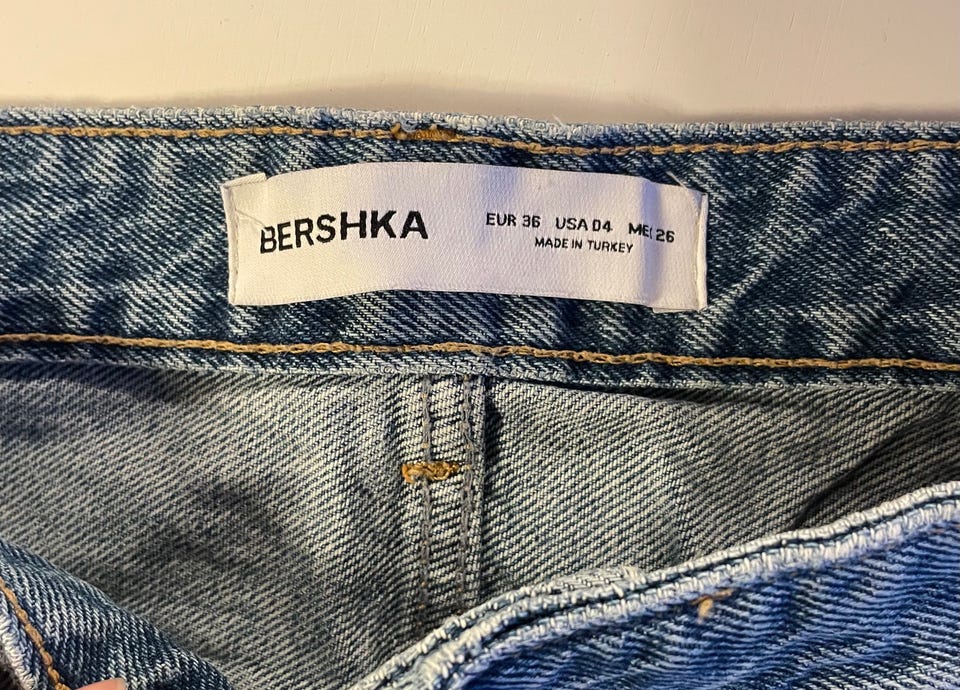 BERSHKA
EUR 36 USA 04 MEX 26
MADE IN TURKEY